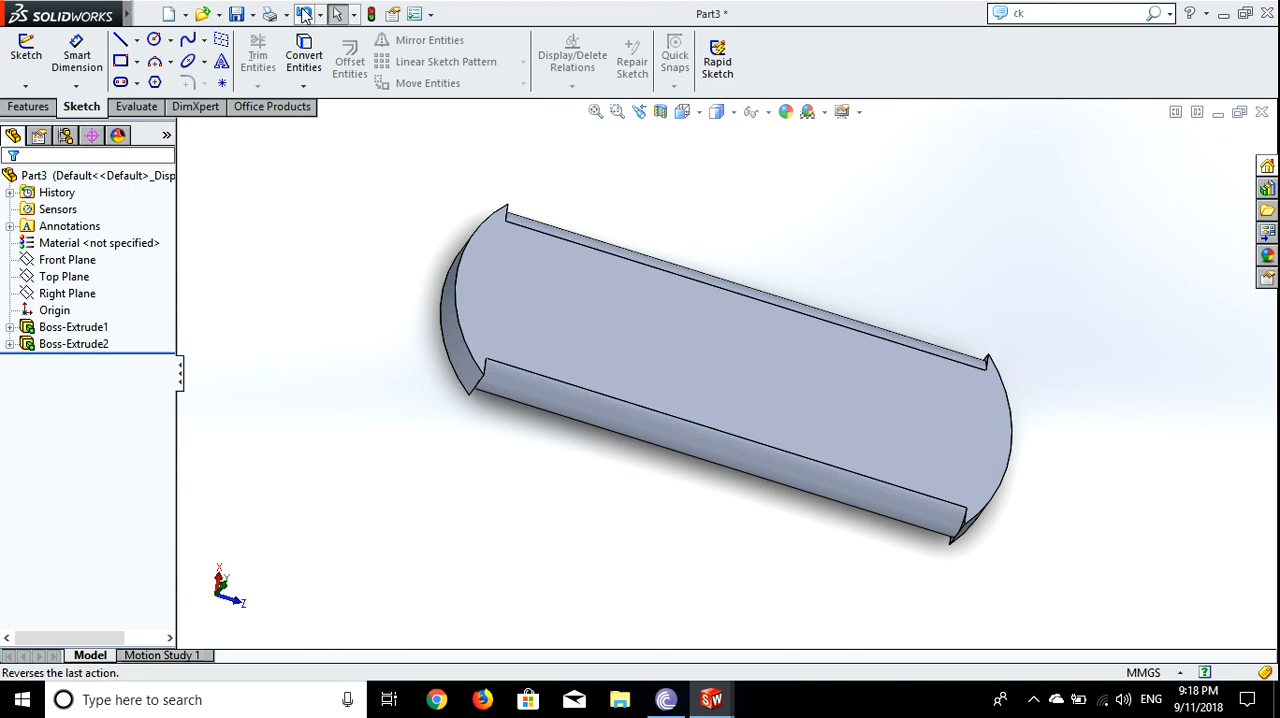 SOLIDWORKS
Part3 *
ck
Sketch
Smart Dimension
Trim Entities
Convert Entities
Offset Entities
Mirror Entities
Linear Sketch Pattern
Move Entities
Display/Delete Relations
Repair Sketch
Quick Snaps
Rapid Sketch
Features
Sketch
Evaluate
DimXpert
Office Products
Part3 (Default<<Default>_Disp
History
Sensors
A Annotations
Material <not specified>
Front Plane
Top Plane
Right Plane
Origin
Boss-Extrude1
Boss-Extrude2
X
Y
Z
Model
Motion Study 1
Reverses the last action.
MMGS
Type here to search
SW
ENG
9:18 PM
9/11/2018